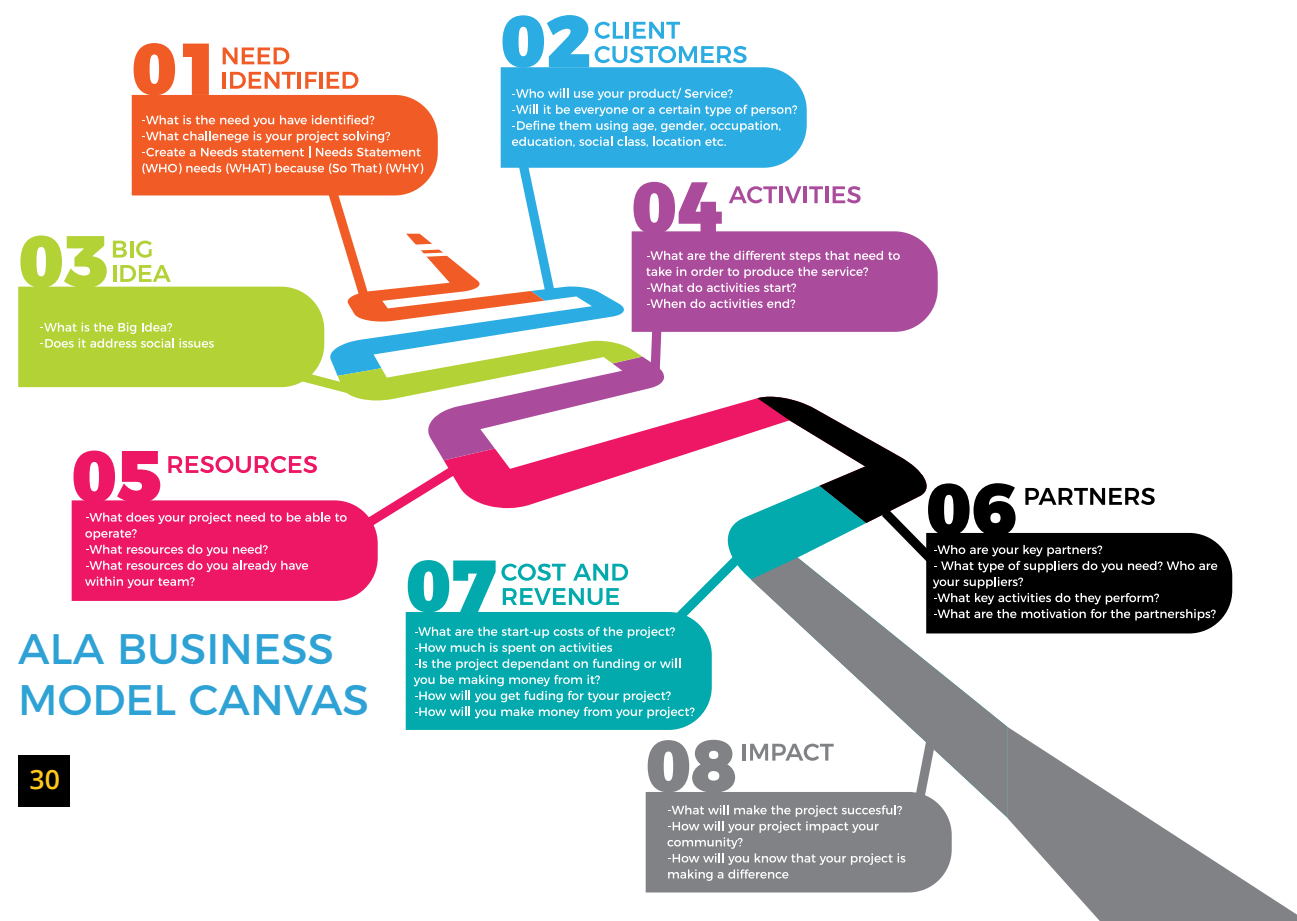 01 NEED
IDENTIFIED
-What is the need you have identified?
-What challenege is your project solving?
-Create a Needs statement | Needs Statement
(WHO) needs (WHAT) because (So That) (WHY)
02 CLIENT
CUSTOMERS
-Who will use your product/ Service?
-Will it be everyone or a certain type of person?
-Define them using age, gender, occupation,
education, social class, location etc.
03 BIG
IDEA
-What is the Big Idea?
-Does it address social issues
04 ACTIVITIES
-What are the different steps that need to
take in order to produce the service?
-What do activities start?
-When do activities end?
05 RESOURCES
-What does your project need to be able to
operate?
-What resources do you need?
-What resources do you already have
within your team?
06 PARTNERS
-Who are your key partners?
- What type of suppliers do you need? Who are
your suppliers?
-What key activities do they perform?
-What are the motivation for the partnerships?
07 COST AND
REVENUE
-What are the start-up costs of the project?
-How much is spent on activities
-Is the project dependant on funding or will
you be making money from it?
-How will you get fuding for tyour project?
-How will you make money from your project?
08 IMPACT
-What will make the project succesful?
-How will your project impact your
community?
-How will you know that your project is
making a difference
ALA BUSINESS
MODEL CANVAS
30